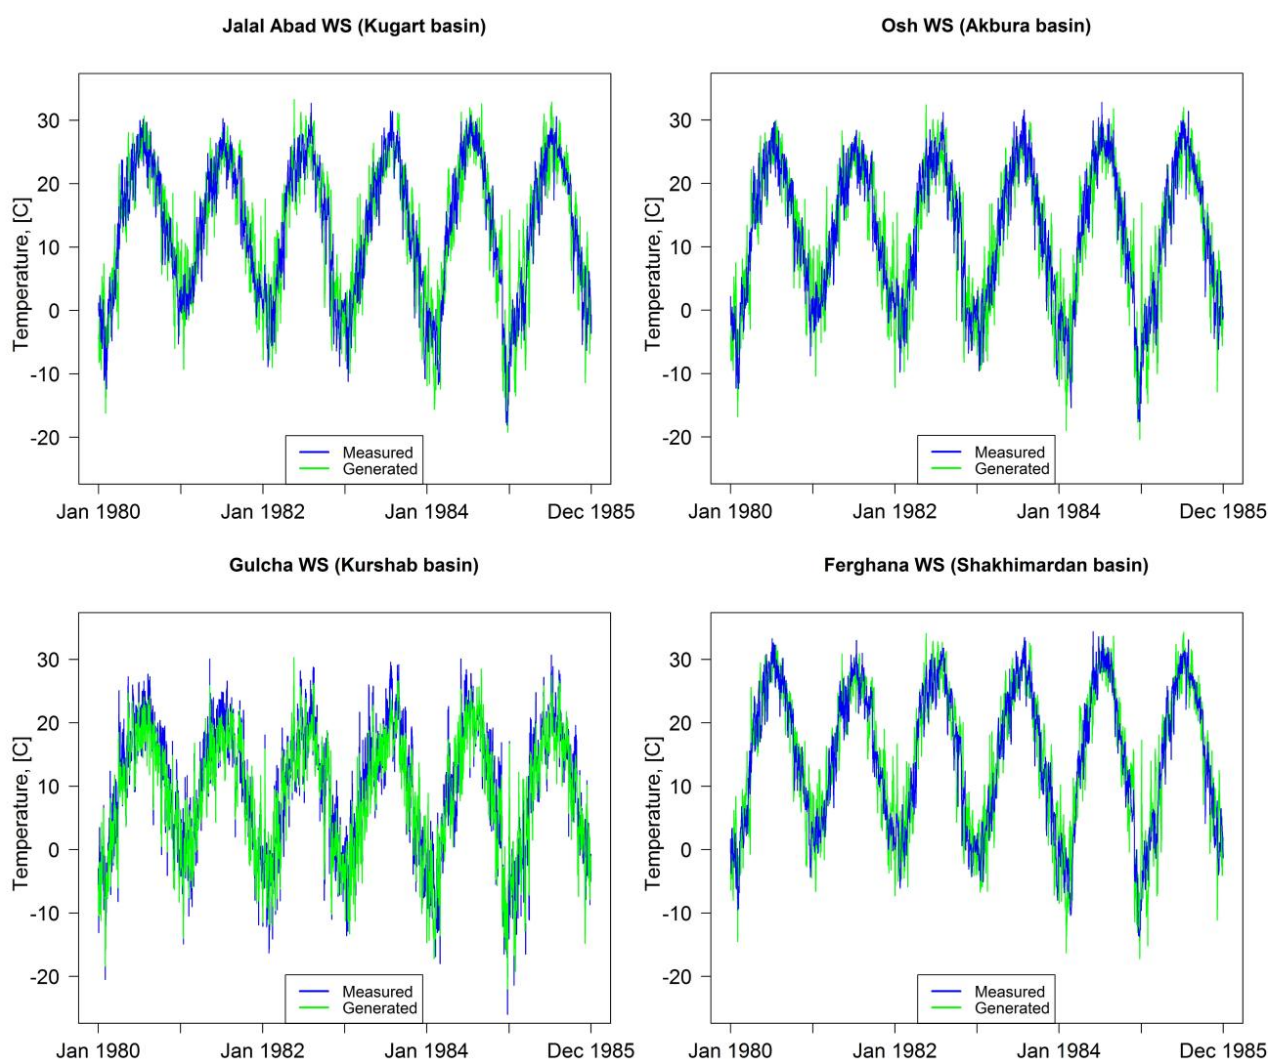 Jalal Abad WS (Kugart basin)
Temperature, [C]
30
20
10
0
-10
-20
Measured
Generated
Jan 1980 Jan 1982 Jan 1984 Dec 1985
Osh WS (Akbura basin)
Temperature, [C]
30
20
10
0
-10
-20
Measured
Generated
Jan 1980 Jan 1982 Jan 1984 Dec 1985
Gulcha WS (Kurshab basin)
Temperature, [C]
30
20
10
0
-10
-20
Measured
Generated
Jan 1980 Jan 1982 Jan 1984 Dec 1985
Ferghana WS (Shakhimardan basin)
Temperature, [C]
30
20
10
0
-10
-20
Measured
Generated
Jan 1980 Jan 1982 Jan 1984 Dec 1985